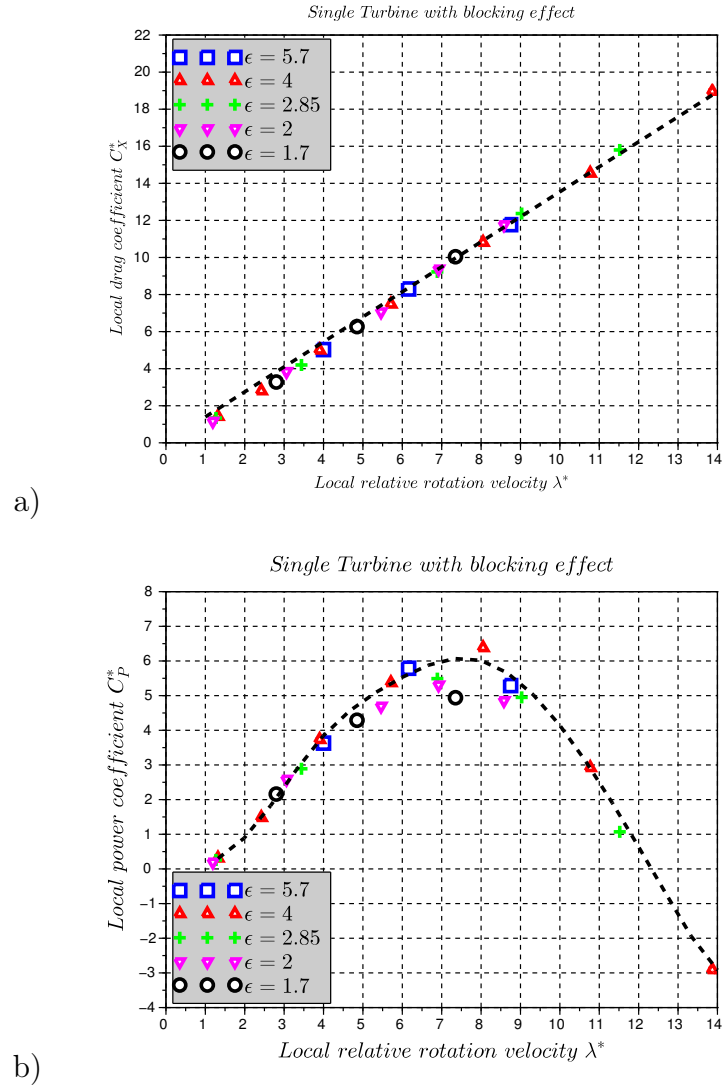 Single Turbine with blocking effect
22
20
18
16
14
12
10
8
6
4
2
0
Local drag coefficient C*X
ϵ = 5.7
ϵ = 4
ϵ = 2.85
ϵ = 2
ϵ = 1.7
0 1 2 3 4 5 6 7 8 9 10 11 12 13 14
Local relative rotation velocity λ*
a)
Single Turbine with blocking effect
8
7
6
5
4
3
2
1
0
−1
−2
−3
−4
Local power coefficient C*P
ϵ = 5.7
ϵ = 4
ϵ = 2.85
ϵ = 2
ϵ = 1.7
0 1 2 3 4 5 6 7 8 9 10 11 12 13 14
Local relative rotation velocity λ*
b)